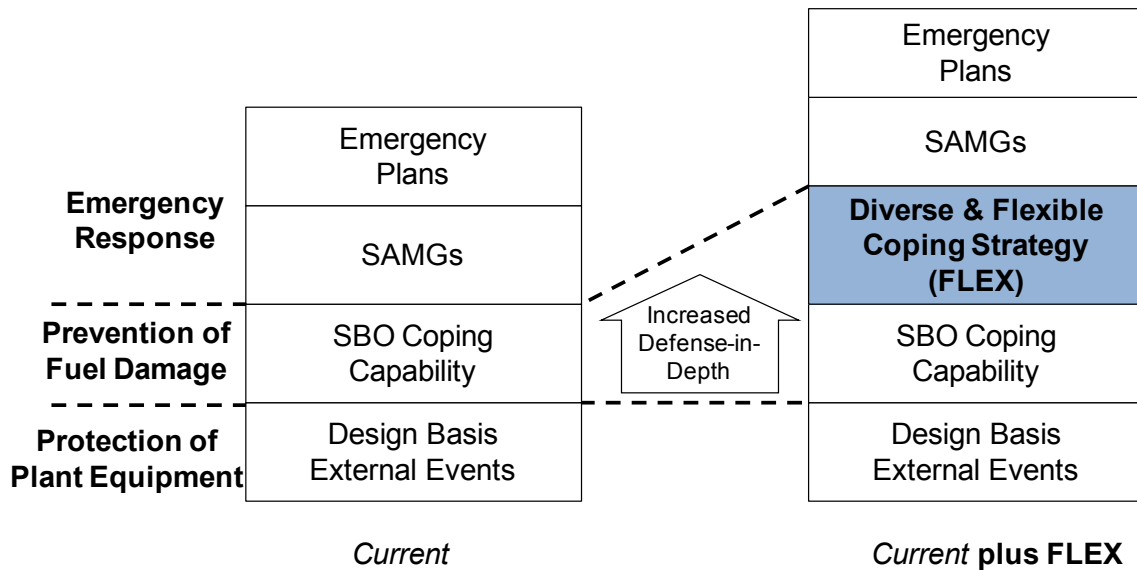 Emergency
Response
Prevention of
Fuel Damage
Protection of
Plant Equipment
Emergency
Plans
SAMGs
SBO Coping
Capability
Design Basis
External Events
Current
Increased
Defense-in-
Depth
Emergency
Plans
SAMGs
Diverse & Flexible
Coping Strategy
(FLEX)
SBO Coping
Capability
Design Basis
External Events
Current plus FLEX